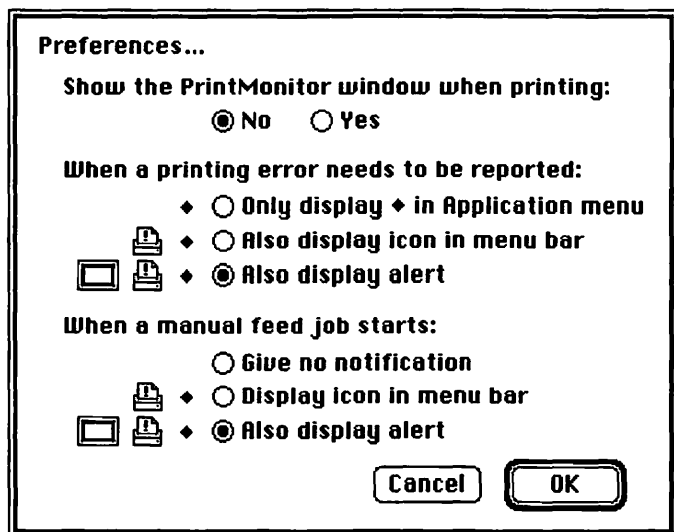 Preferences...
Show the PrintMonitor window when printing:
No Yes
When a printing error needs to be reported:
Only display ◆ in Application menu
Also display icon in menu bar
Also display alert
When a manual feed job starts:
Give no notification
Display icon in menu bar
Also display alert
Cancel OK